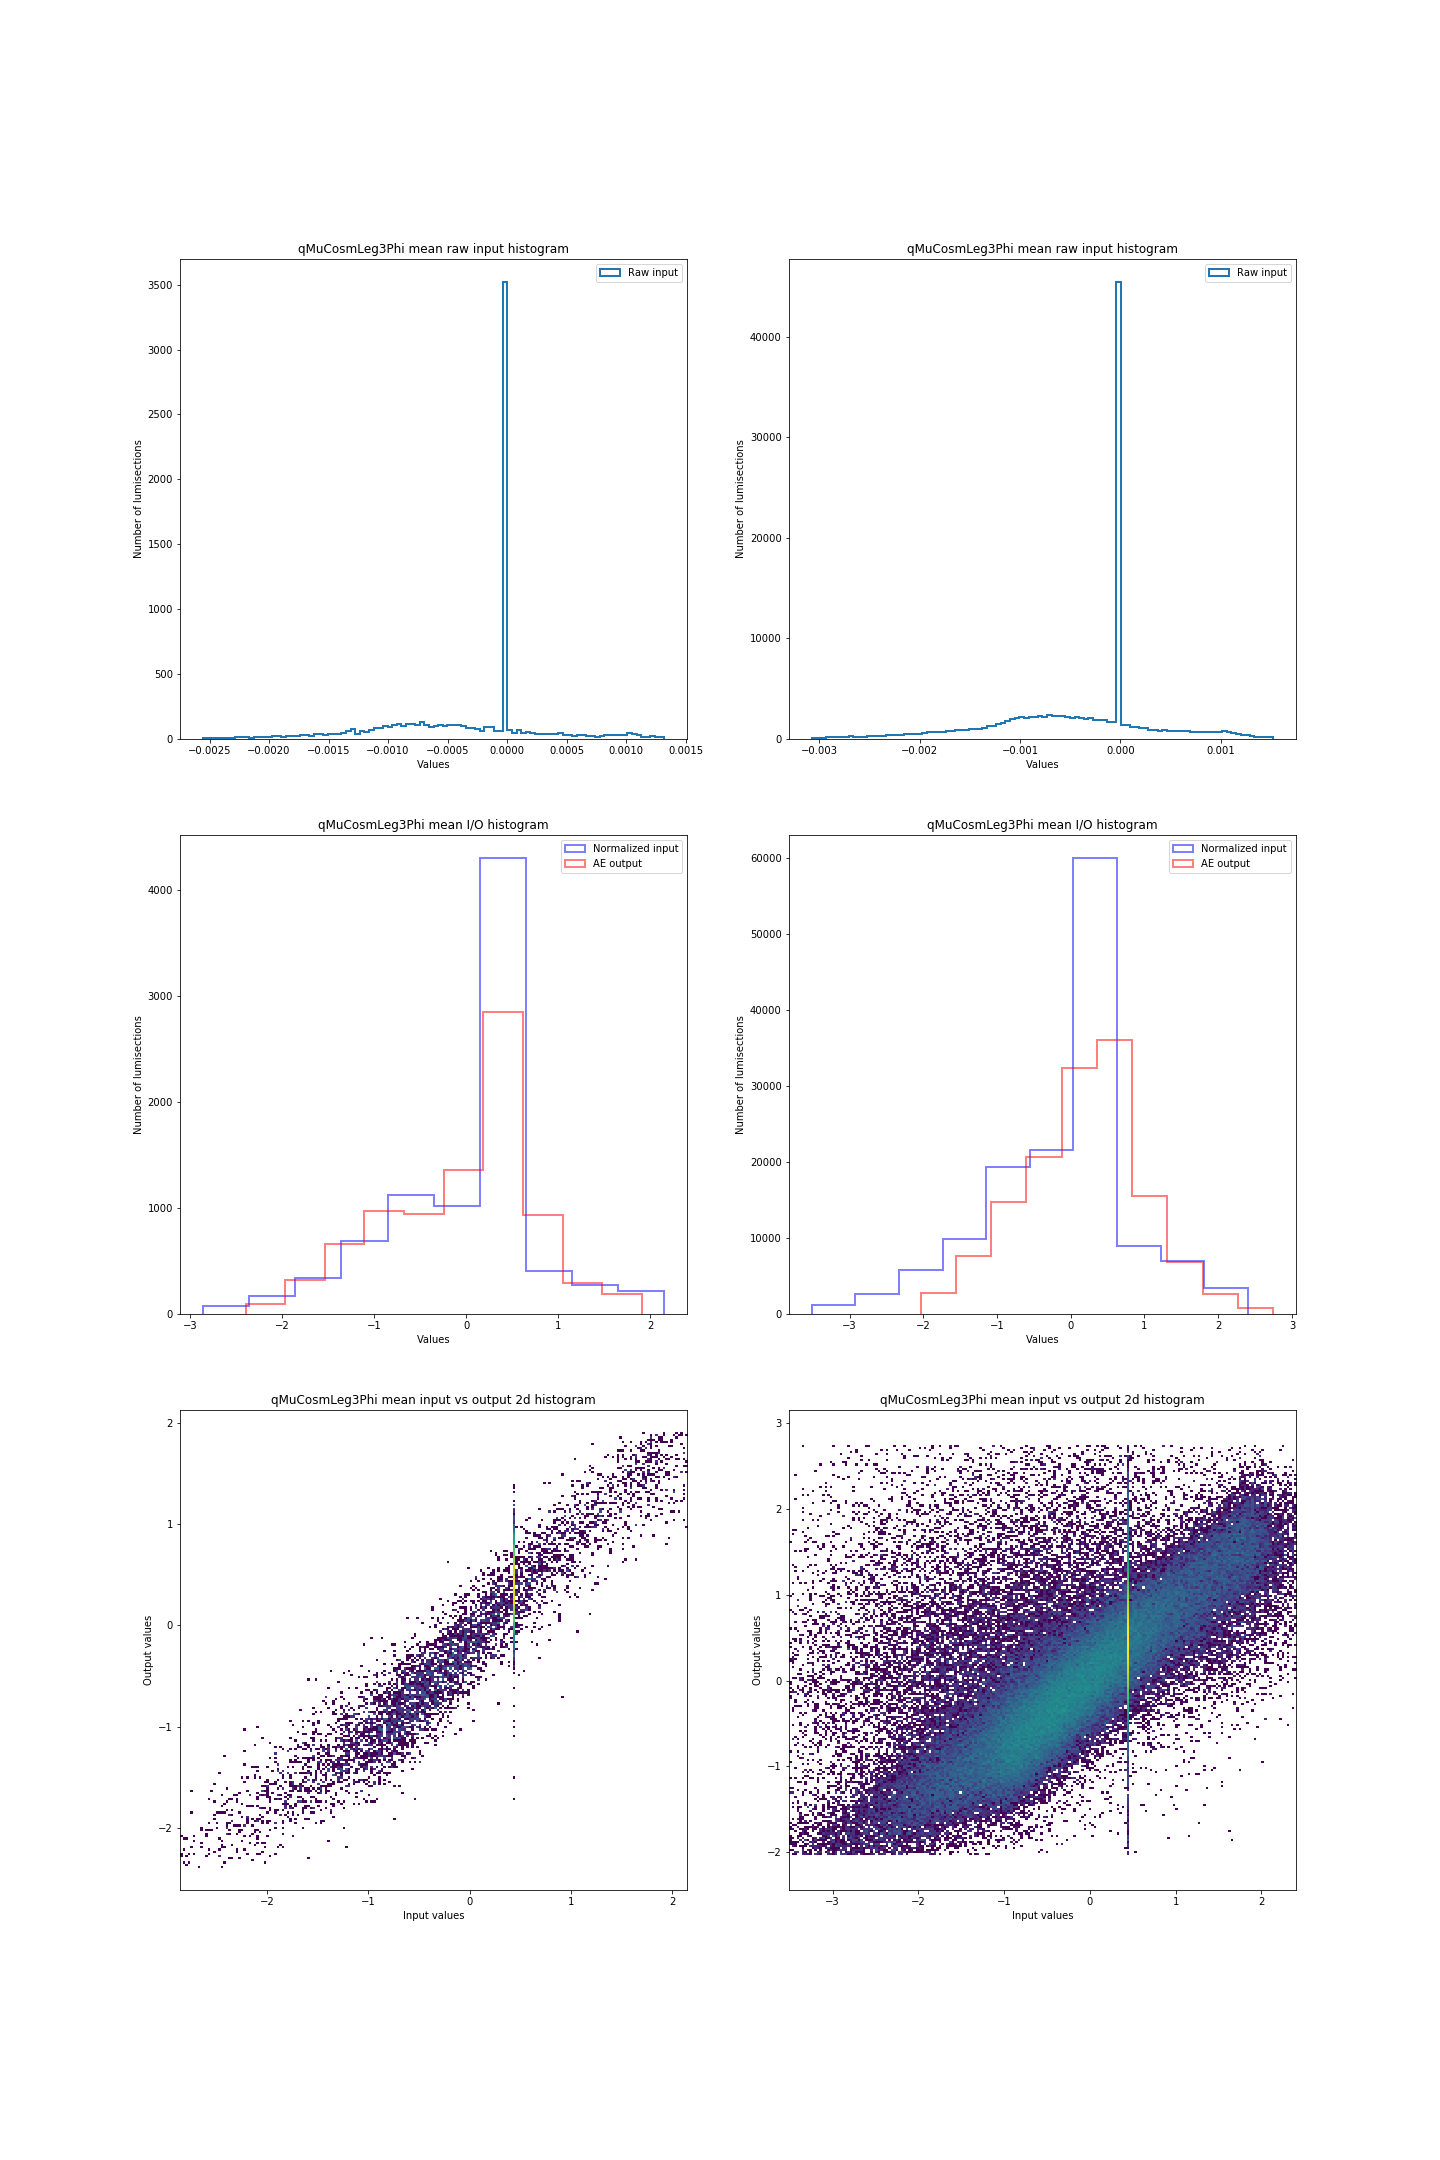 qMuCosmLeg3Phi mean raw input histogram
Raw input
3500
3000
2500
2000
1500
1000
500
0
Number of lumisections
−0.0025 −0.0020 −0.0015 −0.0010 −0.0005 0.0000 0.0005 0.0010 0.0015
Values
qMuCosmLeg3Phi mean raw input histogram
Raw input
40000
30000
20000
10000
0
Number of lumisections
−0.003 −0.002 −0.001 0.000 0.001
Values
qMuCosmLeg3Phi mean I/O histogram
Normalized input
AE output
4000
3000
2000
1000
0
Number of lumisections
−3 −2 −1 0 1 2
Values
qMuCosmLeg3Phi mean I/O histogram
Normalized input
AE output
60000
50000
40000
30000
20000
10000
0
Number of lumisections
−3 −2 −1 0 1 2 3
Values
qMuCosmLeg3Phi mean input vs output 2d histogram
2
1
0
−1
−2
Output values
−2 −1 0 1 2
Input values
qMuCosmLeg3Phi mean input vs output 2d histogram
3
2
1
0
−1
−2
Output values
−3 −2 −1 0 1 2
Input values